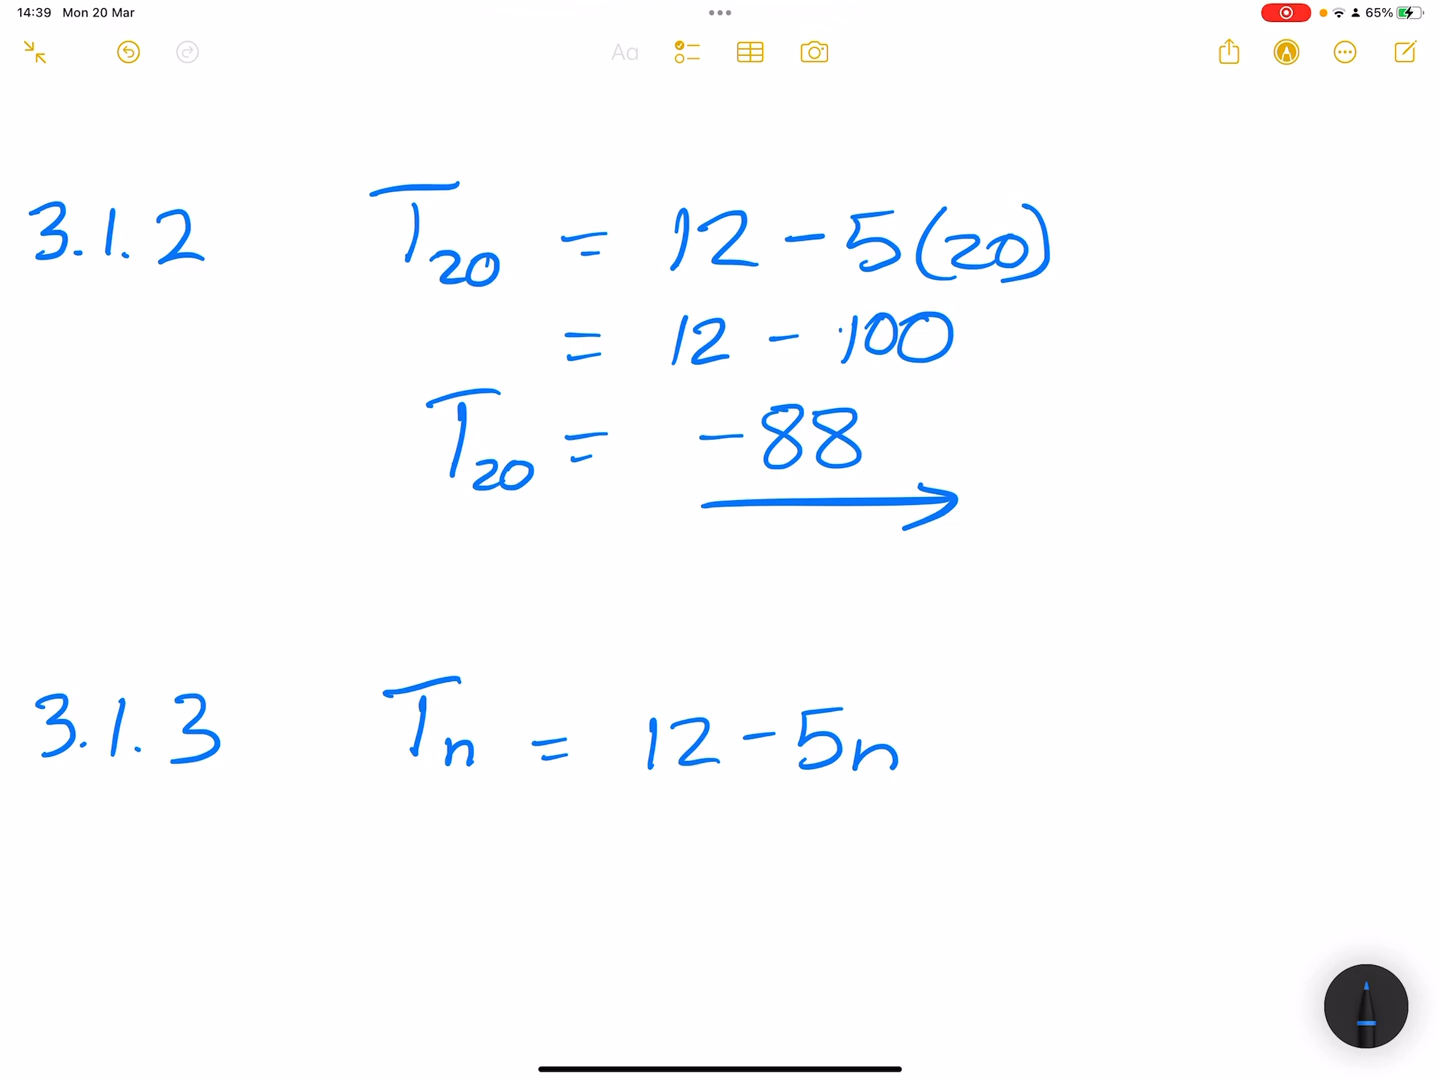 14:39 Mon 20 Mar
65%
Aa
3.1.2 T₂₀ = 12 - 5(20)
= 12 - 100
T₂₀ = -88
3.1.3 Tₙ = 12 - 5n